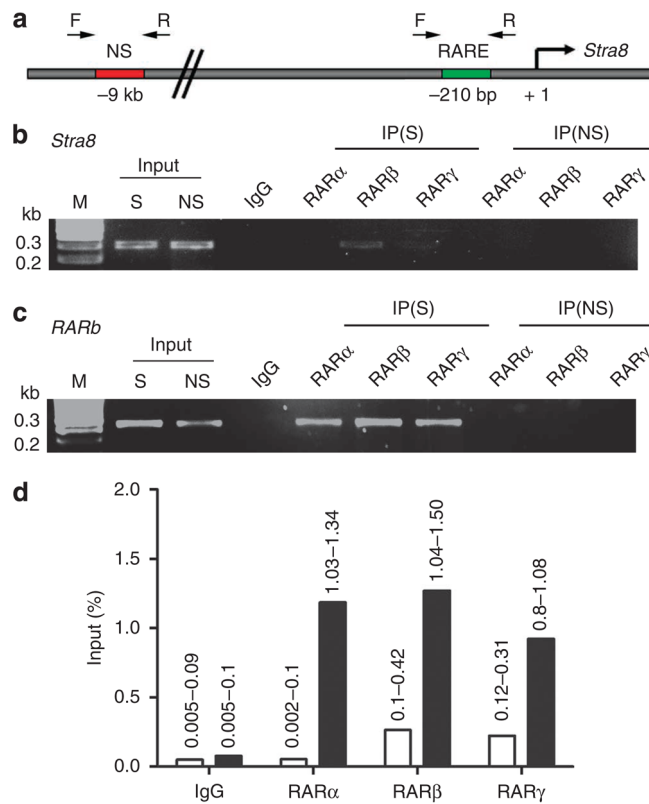 a
F R F R
NS RARE Stra8
–9 kb –210 bp + 1
b Stra8
Input IP(S) IP(NS)
M S NS IgG RARα RARβ RARγ RARα RARβ RARγ
kb
0.3
0.2
c RARb
Input IP(S) IP(NS)
M S NS IgG RARα RARβ RARγ RARα RARβ RARγ
kb
0.3
0.2
d
Input (%)
2.0
1.5
1.0
0.5
0.0
0.005–0.09
0.005–0.1
0.002–0.1
1.03–1.34
0.1–0.42
1.04–1.50
0.12–0.31
0.8–1.08
IgG RARα RARβ RARγ